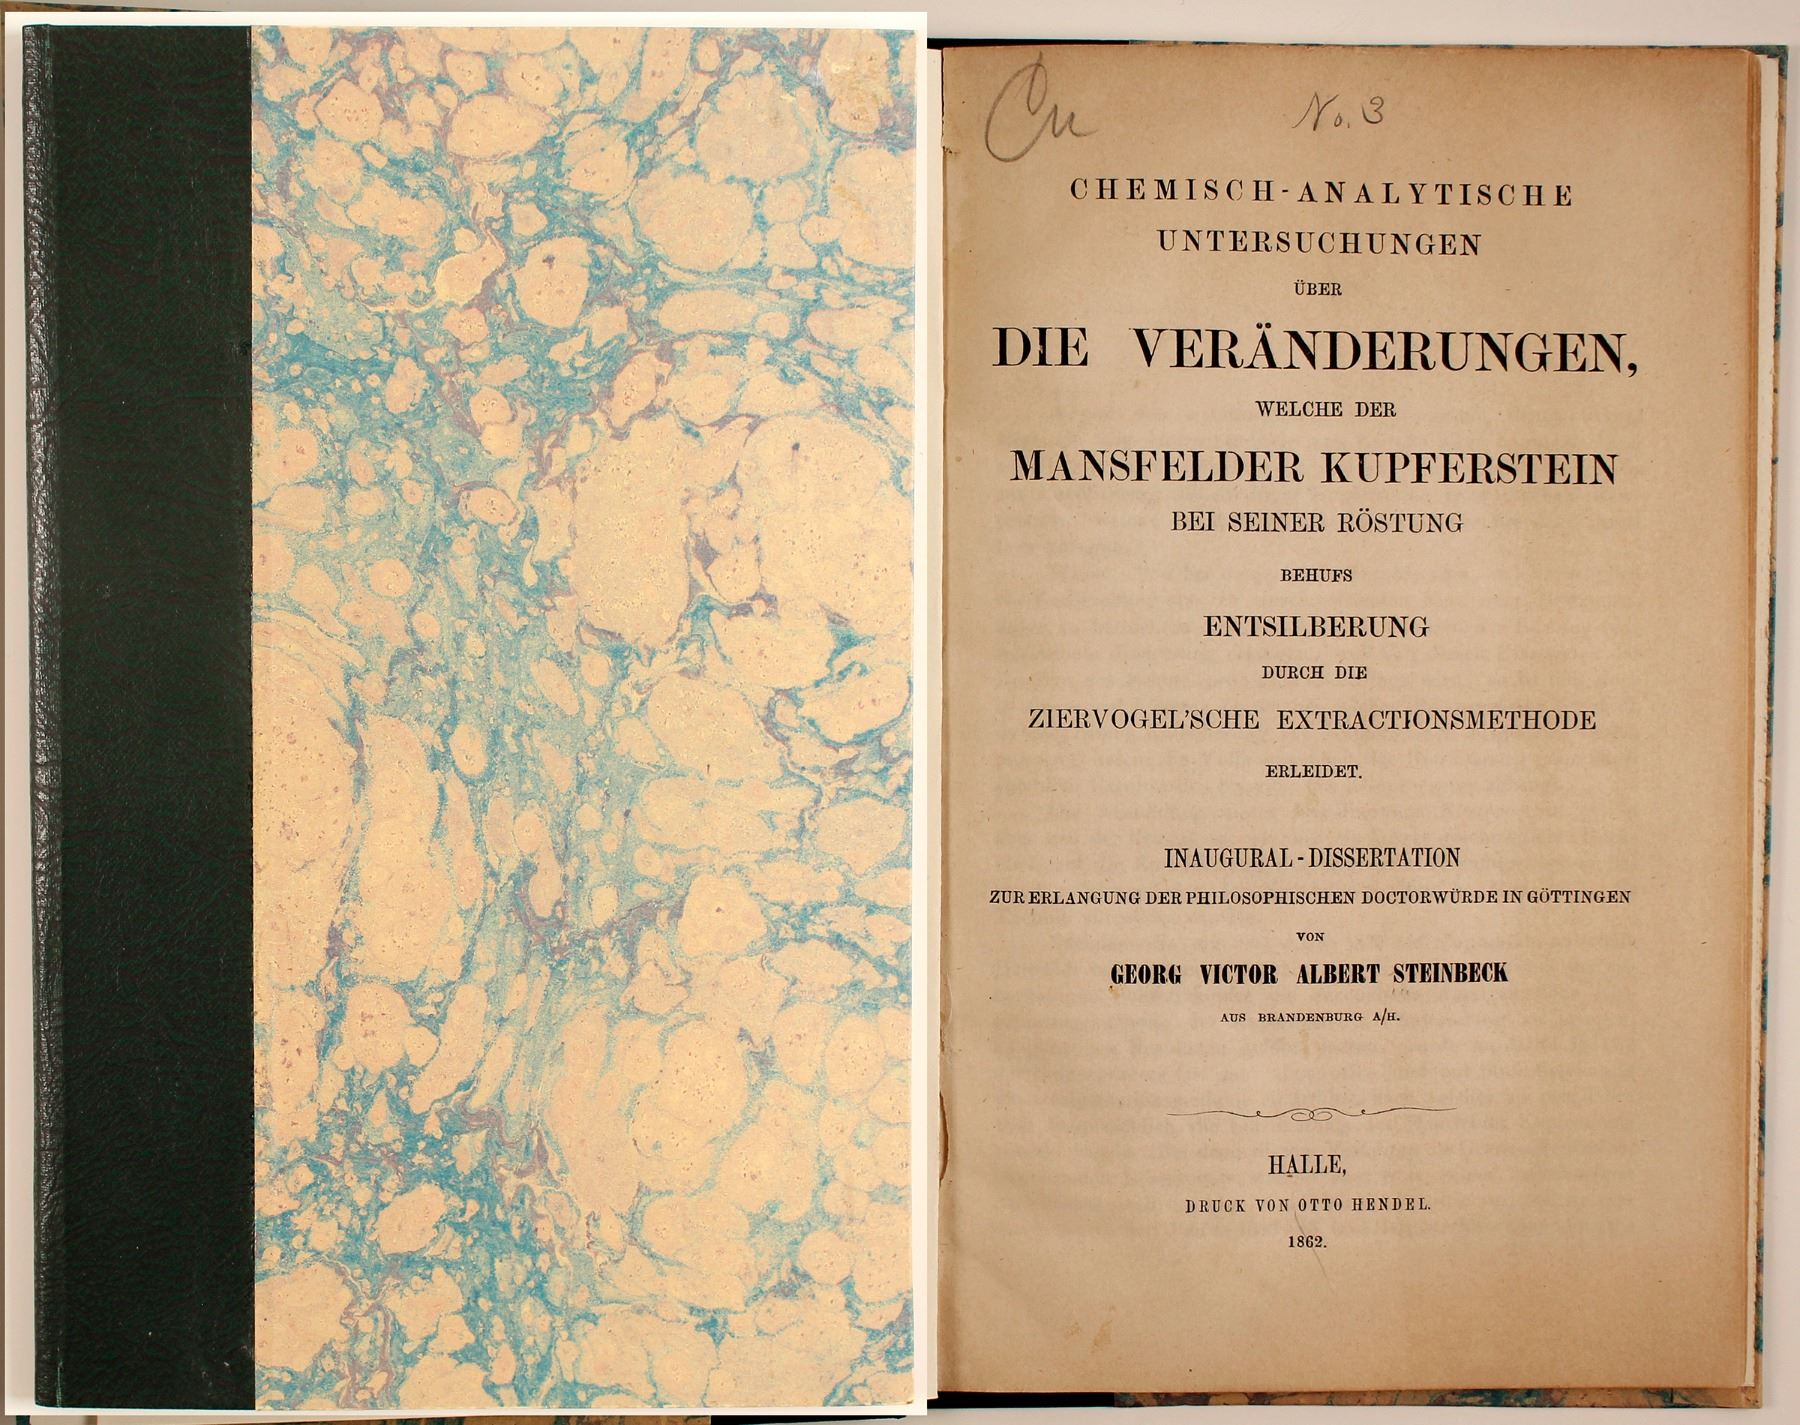 Cu
No. 3
CHEMISCH-ANALYTISCHE
UNTERSUCHUNGEN
ÜBER
DIE VERÄNDERUNGEN,
WELCHE DER
MANSFELDER KUPFERSTEIN
BEI SEINER RÖSTUNG
BEHUFS
ENTSILBERUNG
DURCH DIE
ZIERVOGEL'SCHE EXTRACTIONSMETHODE
ERLEIDET.
INAUGURAL-DISSERTATION
ZUR ERLANGUNG DER PHILOSOPHISCHEN DOCTORWÜRDE IN GÖTTINGEN
VON
GEORG VICTOR ALBERT STEINBECK
AUS BRANDENBURG A/H.
HALLE,
DRUCK VON OTTO HENDEL.
1862.